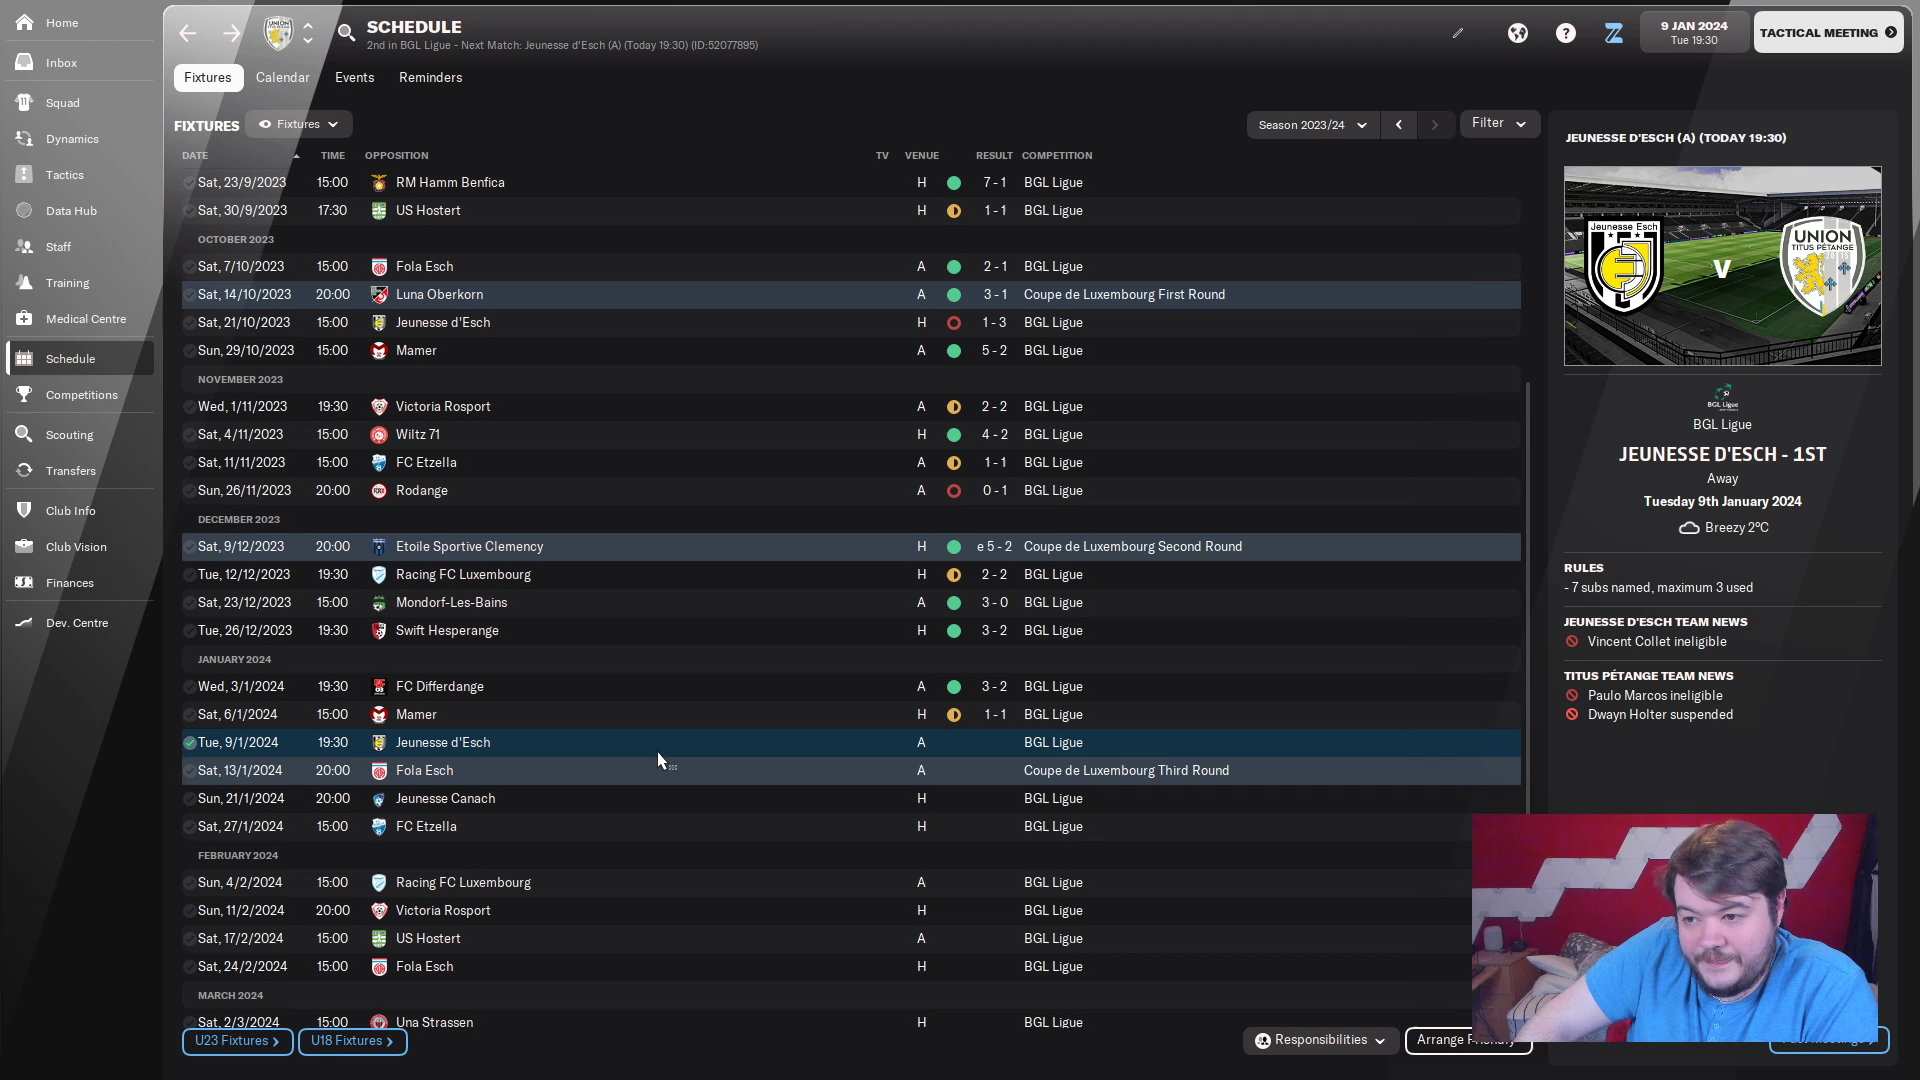 Home
Inbox
Squad
Dynamics
Tactics
Data Hub
Staff
Training
Medical Centre
Schedule
Competitions
Scouting
Transfers
Club Info
Club Vision
Finances
Dev. Centre
SCHEDULE
2nd in BGL Ligue - Next Match: Jeunesse d'Esch (A) (Today 19:30) (ID:52077895)
9 JAN 2024
Tue 19:30
TACTICAL MEETING
Fixtures Calendar Events Reminders
FIXTURES Fixtures Season 2023/24 Filter
DATE TIME OPPOSITION TV VENUE RESULT COMPETITION
Sat, 23/9/2023 15:00 RM Hamm Benfica H 7 - 1 BGL Ligue
Sat, 30/9/2023 17:30 US Hostert H 1 - 1 BGL Ligue
OCTOBER 2023
Sat, 7/10/2023 15:00 Fola Esch A 2 - 1 BGL Ligue
Sat, 14/10/2023 20:00 Luna Oberkorn A 3 - 1 Coupe de Luxembourg First Round
Sat, 21/10/2023 15:00 Jeunesse d'Esch H 1 - 3 BGL Ligue
Sun, 29/10/2023 15:00 Mamer A 5 - 2 BGL Ligue
NOVEMBER 2023
Wed, 1/11/2023 19:30 Victoria Rosport A 2 - 2 BGL Ligue
Sat, 4/11/2023 15:00 Wiltz 71 H 4 - 2 BGL Ligue
Sat, 11/11/2023 15:00 FC Etzella A 1 - 1 BGL Ligue
Sun, 26/11/2023 20:00 Rodange A 0 - 1 BGL Ligue
DECEMBER 2023
Sat, 9/12/2023 20:00 Etoile Sportive Clemency H e 5 - 2 Coupe de Luxembourg Second Round
Tue, 12/12/2023 19:30 Racing FC Luxembourg H 2 - 2 BGL Ligue
Sat, 23/12/2023 15:00 Mondorf-Les-Bains A 3 - 0 BGL Ligue
Tue, 26/12/2023 19:30 Swift Hesperange H 3 - 2 BGL Ligue
JANUARY 2024
Wed, 3/1/2024 19:30 FC Differdange A 3 - 2 BGL Ligue
Sat, 6/1/2024 15:00 Mamer H 1 - 1 BGL Ligue
Tue, 9/1/2024 19:30 Jeunesse d'Esch A BGL Ligue
Sat, 13/1/2024 20:00 Fola Esch A Coupe de Luxembourg Third Round
Sun, 21/1/2024 20:00 Jeunesse Canach H BGL Ligue
Sat, 27/1/2024 15:00 FC Etzella H BGL Ligue
FEBRUARY 2024
Sun, 4/2/2024 15:00 Racing FC Luxembourg A BGL Ligue
Sun, 11/2/2024 20:00 Victoria Rosport H BGL Ligue
Sat, 17/2/2024 15:00 US Hostert A BGL Ligue
Sat, 24/2/2024 15:00 Fola Esch H BGL Ligue
MARCH 2024
Sat, 2/3/2024 15:00 Una Strassen H BGL Ligue
U23 Fixtures U18 Fixtures Responsibilities Arrange Friendly
JEUNESSE D'ESCH (A) (TODAY 19:30)
Jeunesse Esch
V
UNION
TITUS PÉTANGE
BGL Ligue
BGL Ligue
JEUNESSE D'ESCH - 1ST
Away
Tuesday 9th January 2024
Breezy 2ºC
RULES
- 7 subs named, maximum 3 used
JEUNESSE D'ESCH TEAM NEWS
Vincent Collet ineligible
TITUS PÉTANGE TEAM NEWS
Paulo Marcos ineligible
Dwayn Holter suspended